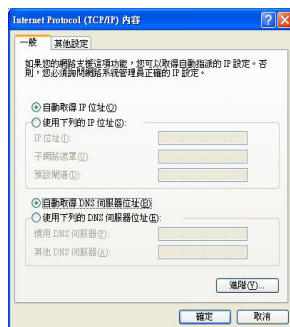 Internet Protocol (TCP/IP) 內容
一般 其他設定
如果您的網路支援這項功能，您可以取得自動指派的 IP 設定。否
則，您必須詢問網路系統管理員正確的 IP 設定。
自動取得 IP 位址(O)
使用下列的 IP 位址(S):
IP 位址(I):
子網路遮罩(U):
預設閘道(D):
自動取得 DNS 伺服器位址(B)
使用下列的 DNS 伺服器位址(E):
慣用 DNS 伺服器(P):
其他 DNS 伺服器(A):
進階(V)...
確定 取消